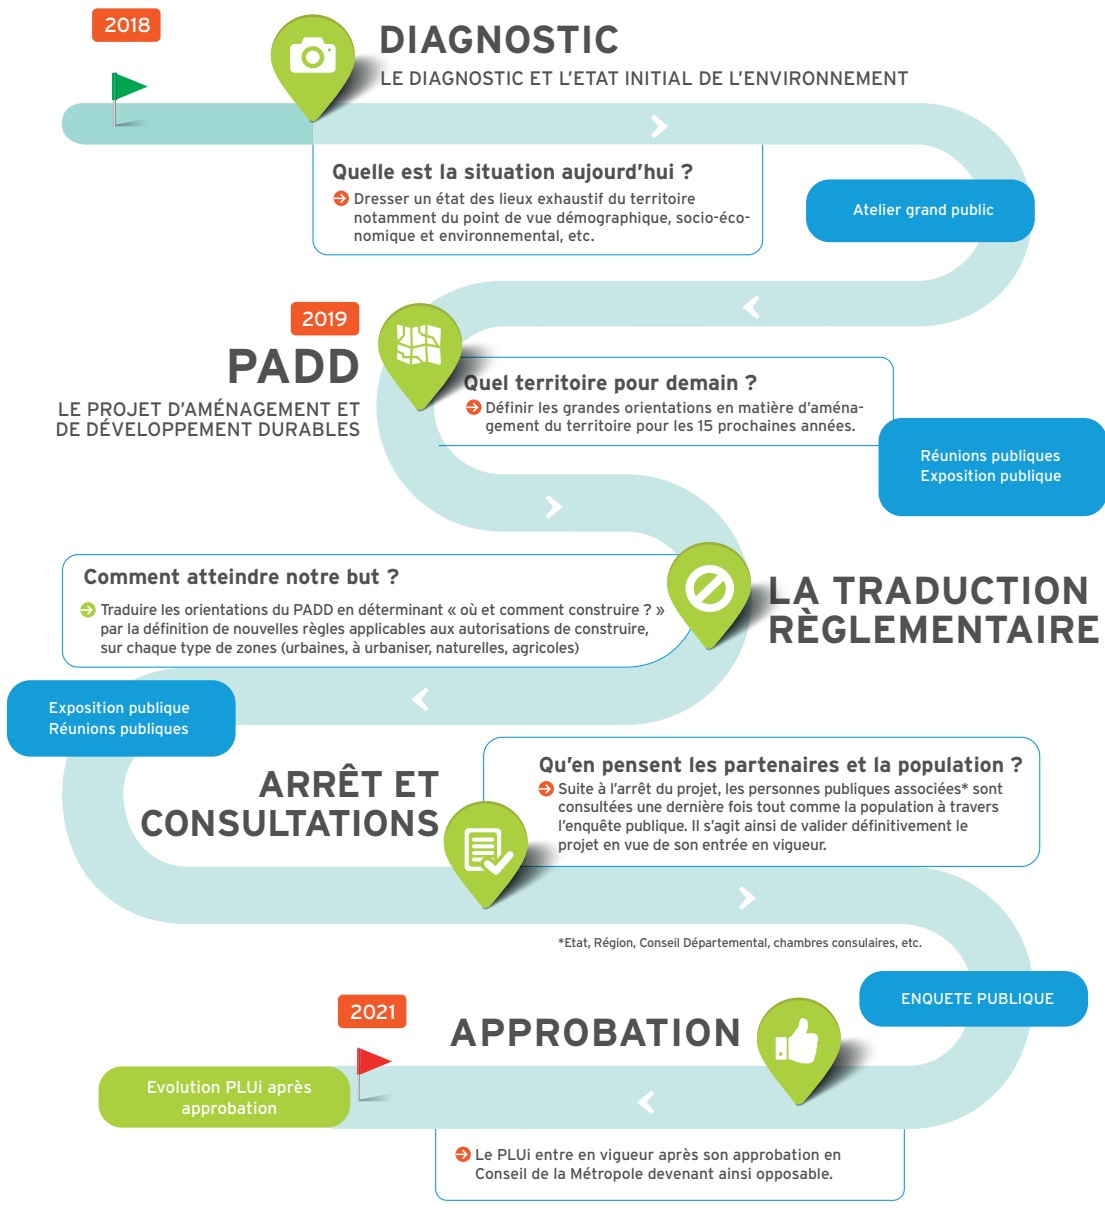 2018
DIAGNOSTIC
LE DIAGNOSTIC ET L'ETAT INITIAL DE L'ENVIRONNEMENT
Quelle est la situation aujourd'hui ?
Dresser un état des lieux exhaustif du territoire
notamment du point de vue démographique, socio-éco-
nomique et environnemental, etc.
Atelier grand public
2019
PADD
LE PROJET D'AMÉNAGEMENT ET
DE DÉVELOPPEMENT DURABLES
Quel territoire pour demain ?
Définir les grandes orientations en matière d'aména-
gement du territoire pour les 15 prochaines années.
Réunions publiques
Exposition publique
Comment atteindre notre but ?
Traduire les orientations du PADD en déterminant « où et comment construire ? »
par la définition de nouvelles règles applicables aux autorisations de construire,
sur chaque type de zones (urbaines, à urbaniser, naturelles, agricoles)
LA TRADUCTION
RÈGLEMENTAIRE
Exposition publique
Réunions publiques
ARRÊT ET
CONSULTATIONS
Qu'en pensent les partenaires et la population ?
Suite à l'arrêt du projet, les personnes publiques associées* sont
consultées une dernière fois tout comme la population à travers
l'enquête publique. Il s'agit ainsi de valider définitivement le
projet en vue de son entrée en vigueur.
*Etat, Région, Conseil Départemental, chambres consulaires, etc.
ENQUETE PUBLIQUE
2021
APPROBATION
Evolution PLUi après
approbation
Le PLUi entre en vigueur après son approbation en
Conseil de la Métropole devenant ainsi opposable.